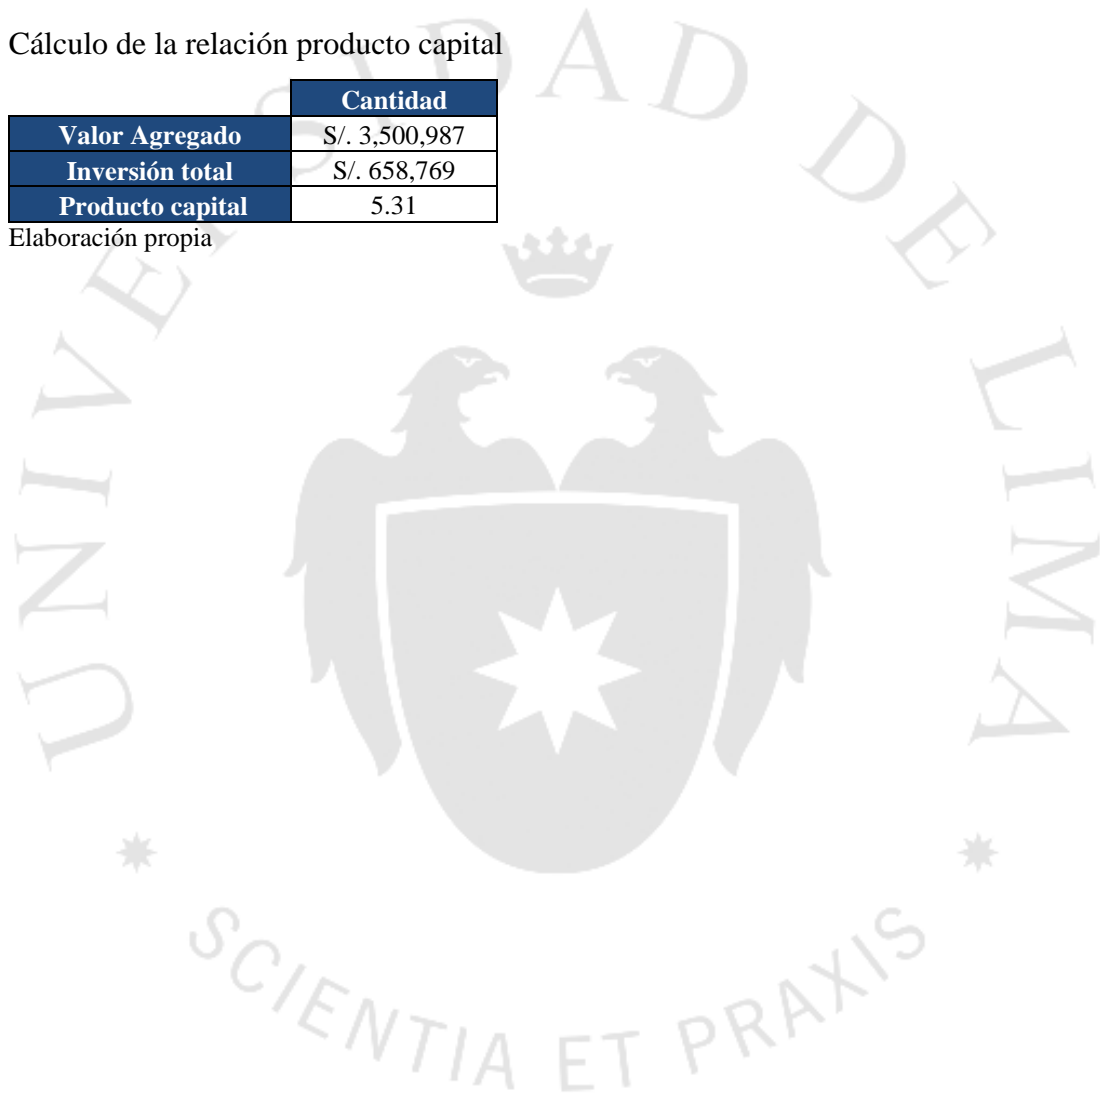 Cálculo de la relación producto capital
Cantidad
Valor Agregado S/. 3,500,987
Inversión total S/. 658,769
Producto capital 5.31
Elaboración propia
UNIVERSIDAD DE LIMA
SCIENTIA ET PRAXIS